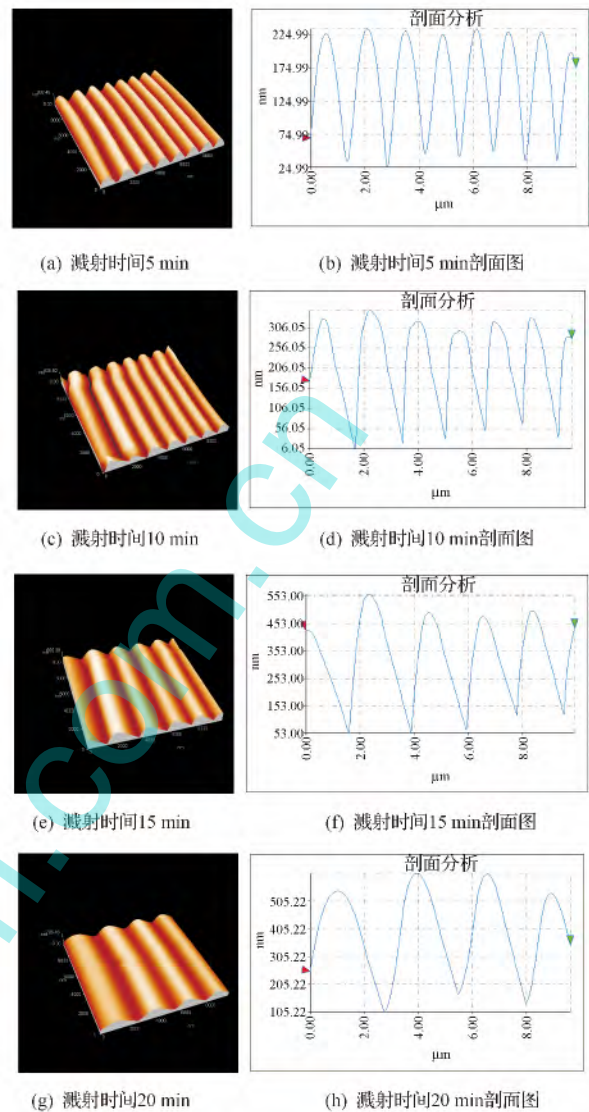 剖面分析
224.99
174.99
124.99
74.99
24.99
nm
0.00
2.00
4.00
6.00
8.00
μm
(a) 溅射时间5 min
(b) 溅射时间5 min剖面图
剖面分析
306.05
256.05
206.05
156.05
106.05
56.05
6.05
nm
0.00
2.00
4.00
6.00
8.00
μm
(c) 溅射时间10 min
(d) 溅射时间10 min剖面图
剖面分析
553.00
453.00
353.00
253.00
153.00
53.00
nm
0.00
2.00
4.00
6.00
8.00
μm
(e) 溅射时间15 min
(f) 溅射时间15 min剖面图
剖面分析
505.22
405.22
305.22
205.22
105.22
nm
0.00
2.00
4.00
6.00
8.00
μm
(g) 溅射时间20 min
(h) 溅射时间20 min剖面图